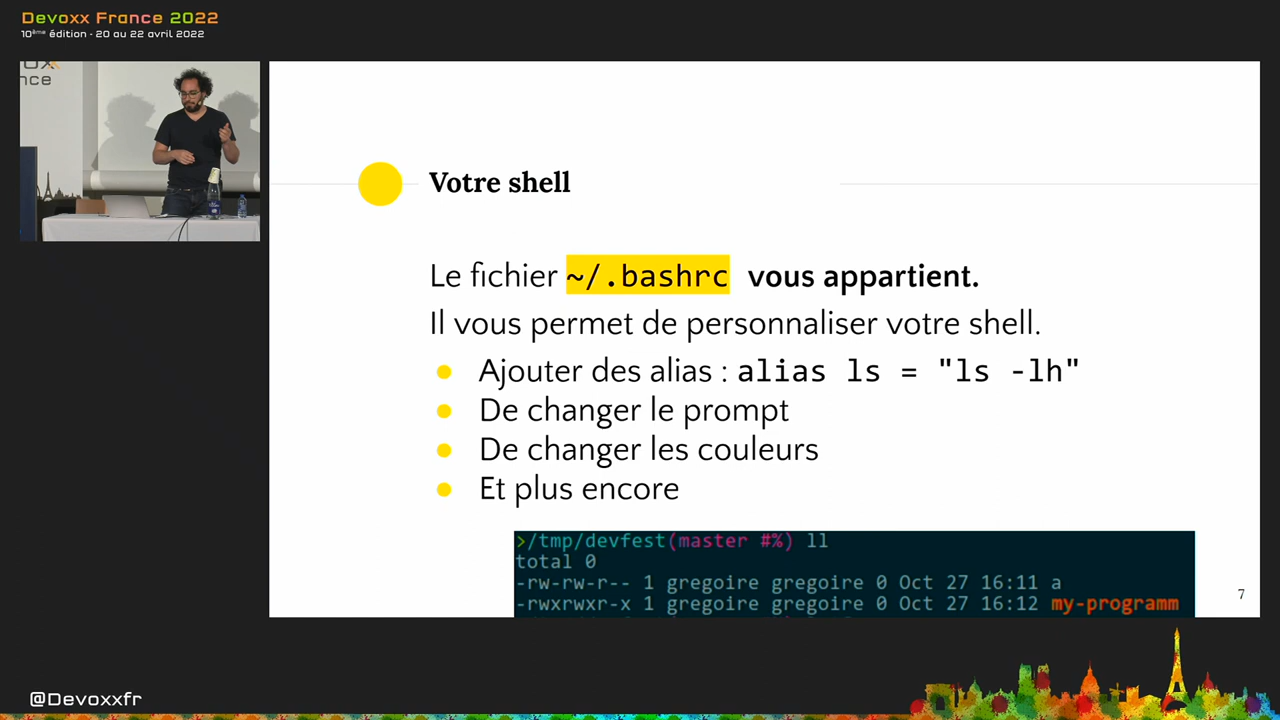 Devoxx France 2022
10ème édition - 20 au 22 avril 2022
nce
Votre shell
Le fichier ~/.bashrc vous appartient.
Il vous permet de personnaliser votre shell.
● Ajouter des alias : alias ls = "ls -lh"
● De changer le prompt
● De changer les couleurs
● Et plus encore
>/tmp/devfest(master #%) ll
total 0
-rw-rw-r-- 1 gregoire gregoire 0 Oct 27 16:11 a
-rwxrwxr-x 1 gregoire gregoire 0 Oct 27 16:12 my-programm
7
@Devoxxfr